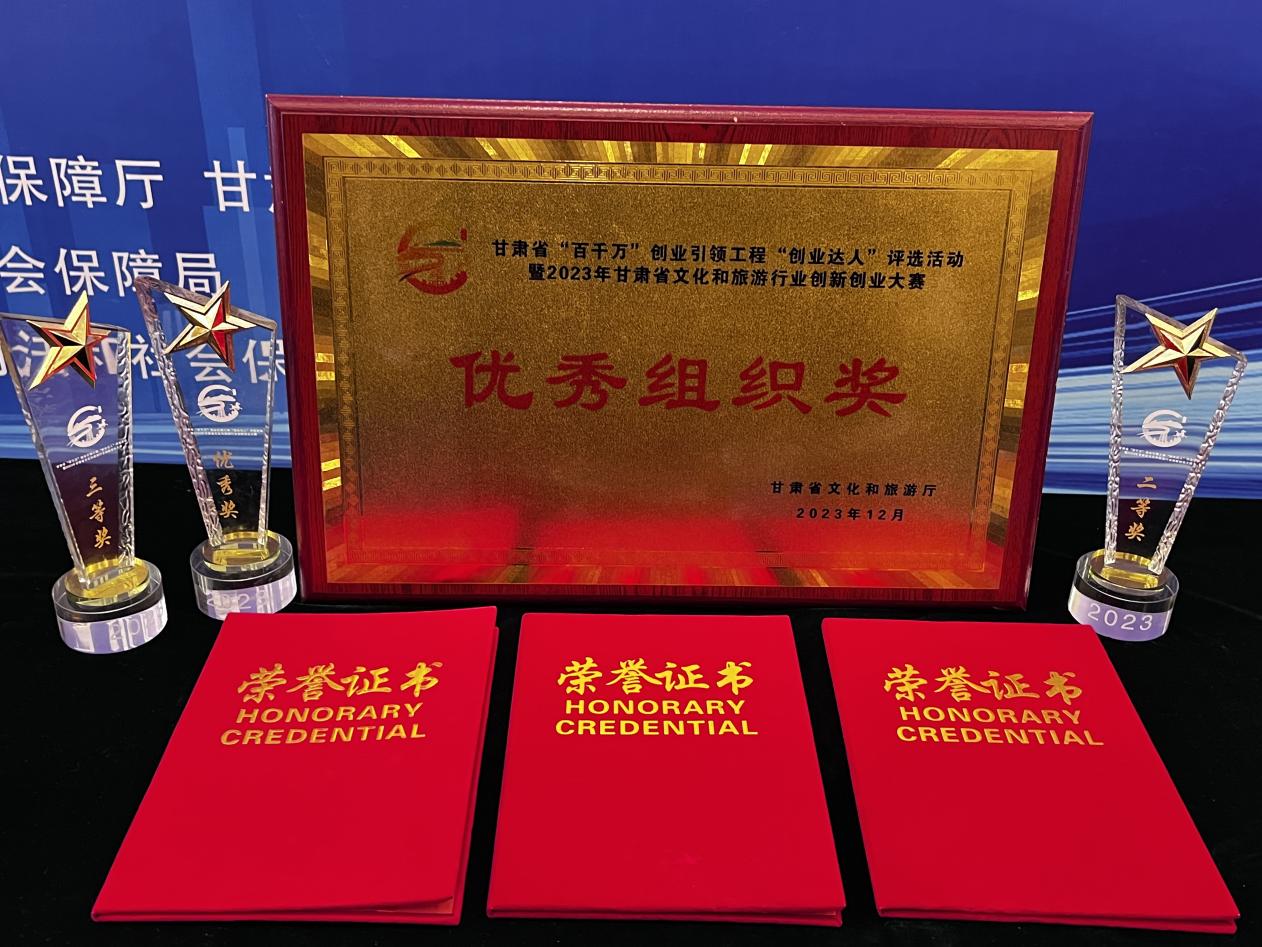 保障厅 甘
会保障局
和社会保
甘肃省“百千万”创业引领工程“创业达人”评选活动
暨2023年甘肃省文化和旅游行业创新创业大赛
优秀组织奖
甘肃省文化和旅游厅
2023年12月
三等奖
优秀奖
二等奖
2023
荣誉证书
HONORARY
CREDENTIAL
荣誉证书
HONORARY
CREDENTIAL
荣誉证书
HONORARY
CREDENTIAL